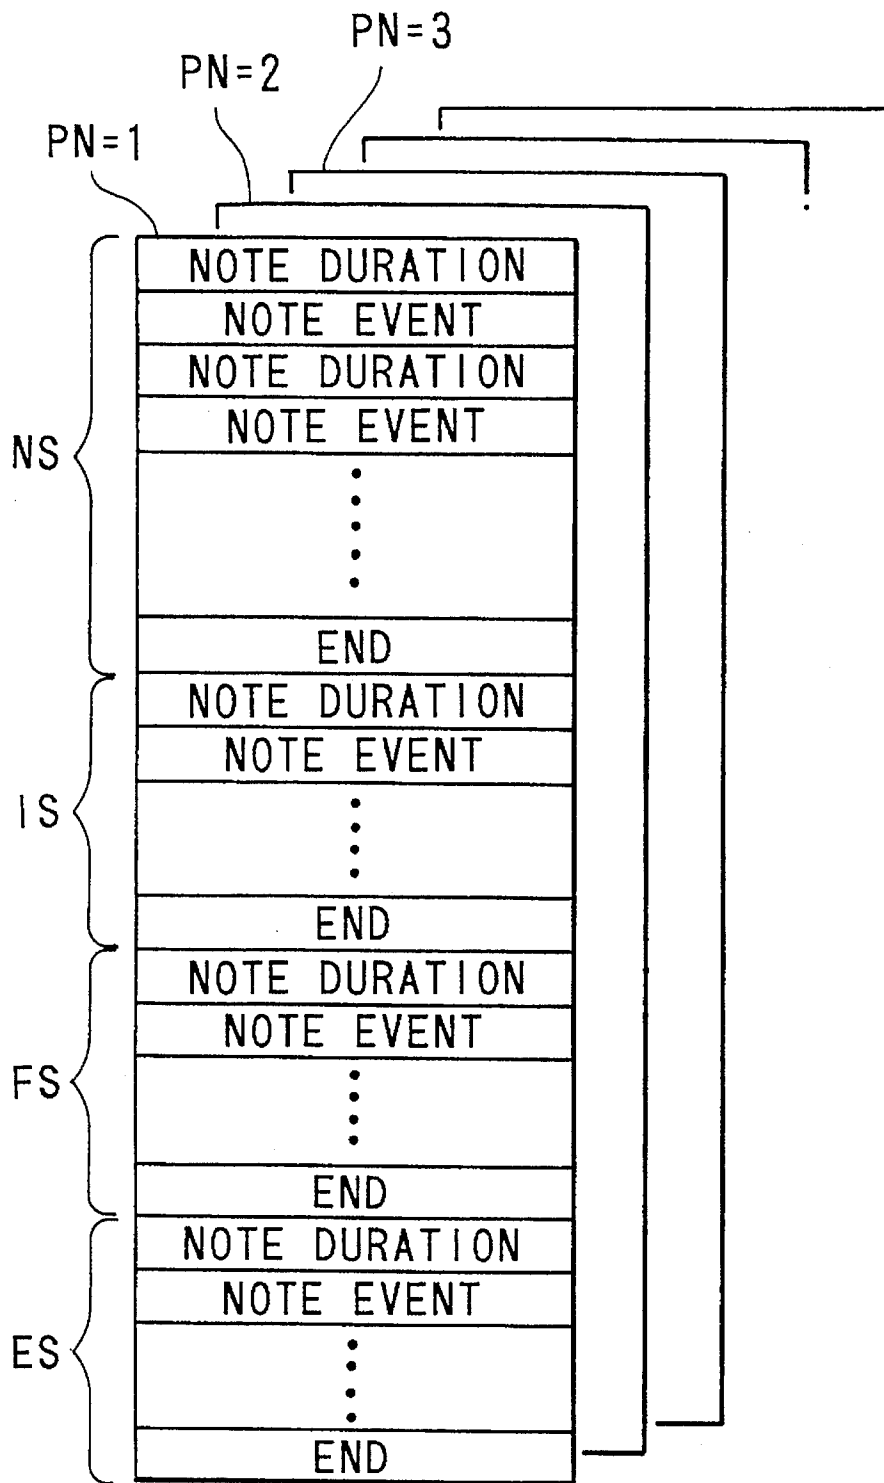 PN=3
PN=2
PN=1
NOTE DURATION
NOTE EVENT
NOTE DURATION
NOTE EVENT
NS
END
NOTE DURATION
NOTE EVENT
IS
END
NOTE DURATION
NOTE EVENT
FS
END
NOTE DURATION
NOTE EVENT
ES
END